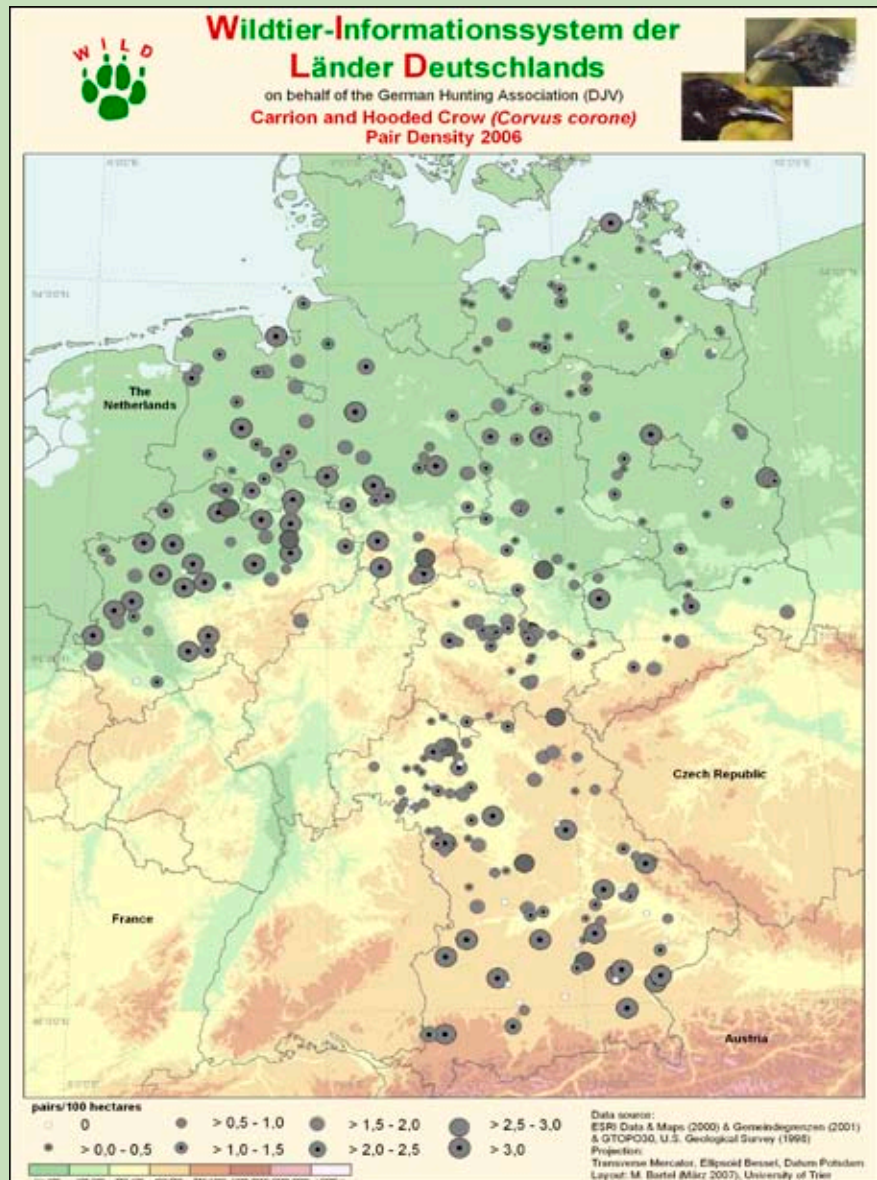 WILD
Wildtier-Informationssystem der
Länder Deutschlands
on behalf of the German Hunting Association (DJV)
Carrion and Hooded Crow (Corvus corone)
Pair Density 2006
The
Netherlands
Czech Republic
France
Austria
pairs/100 hectares
0
> 0,5 - 1,0
> 1,5 - 2,0
> 2,5 - 3,0
> 0,0 - 0,5
> 1,0 - 1,5
> 2,0 - 2,5
> 3,0
Data source:
ESRI Data & Maps (2000) & Gemeindegrenzen (2001)
& GTOPO30, U.S. Geological Survey (1998)
Projection:
Transverse Mercator, Ellipsoid Bessel, Datum Potsdam
Layout: M. Bartel (März 2007), University of Trier